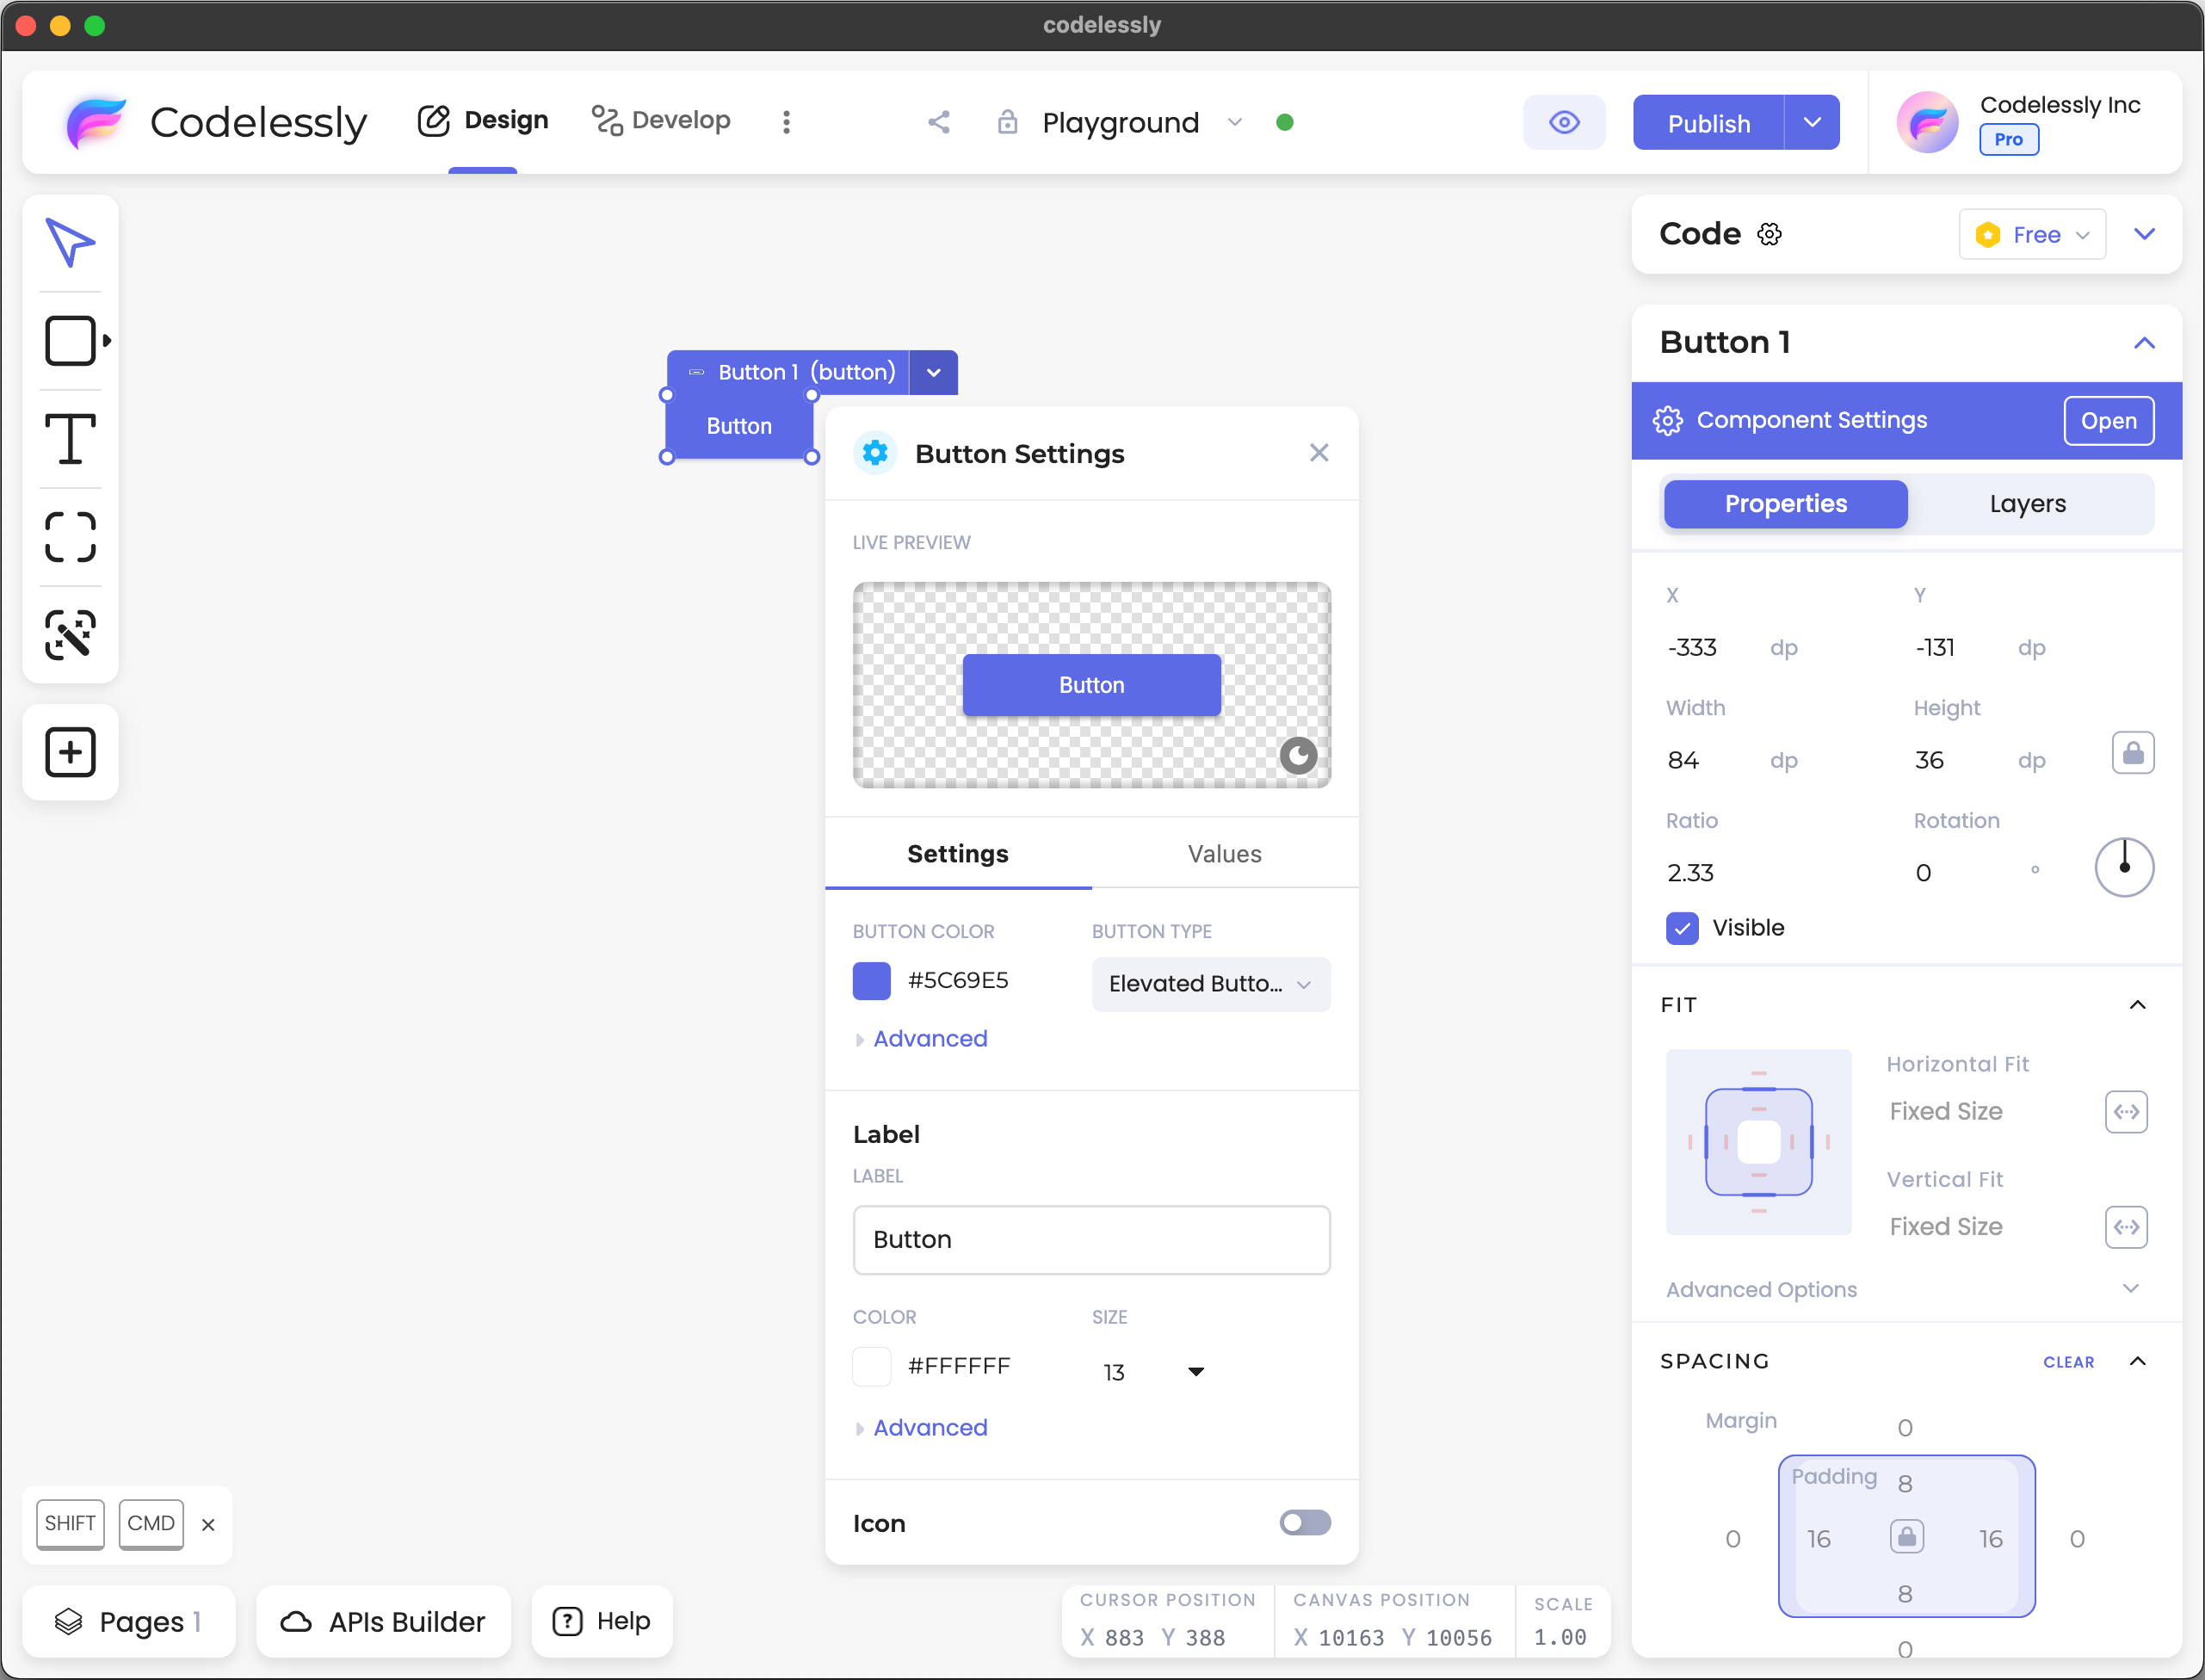 codelessly
Codelessly
Design
Develop
Playground
Publish
Codelessly Inc
Pro
Code
Free
Button 1 (button)
Button
Button Settings
LIVE PREVIEW
Button
Settings
Values
BUTTON COLOR
BUTTON TYPE
#5C69E5
Elevated Butto...
Advanced
Label
LABEL
Button
COLOR
SIZE
#FFFFFF
13
Advanced
Icon
Button 1
Component Settings
Open
Properties
Layers
X
Y
-333 dp
-131 dp
Width
Height
84 dp
36 dp
Ratio
Rotation
2.33
0 °
Visible
FIT
Horizontal Fit
Fixed Size
Vertical Fit
Fixed Size
Advanced Options
SPACING
CLEAR
Margin
0
Padding
8
0
16
16
0
8
0
SHIFT
CMD
Pages 1
APIs Builder
? Help
CURSOR POSITION
X 883 Y 388
CANVAS POSITION
X 10163 Y 10056
SCALE
1.00